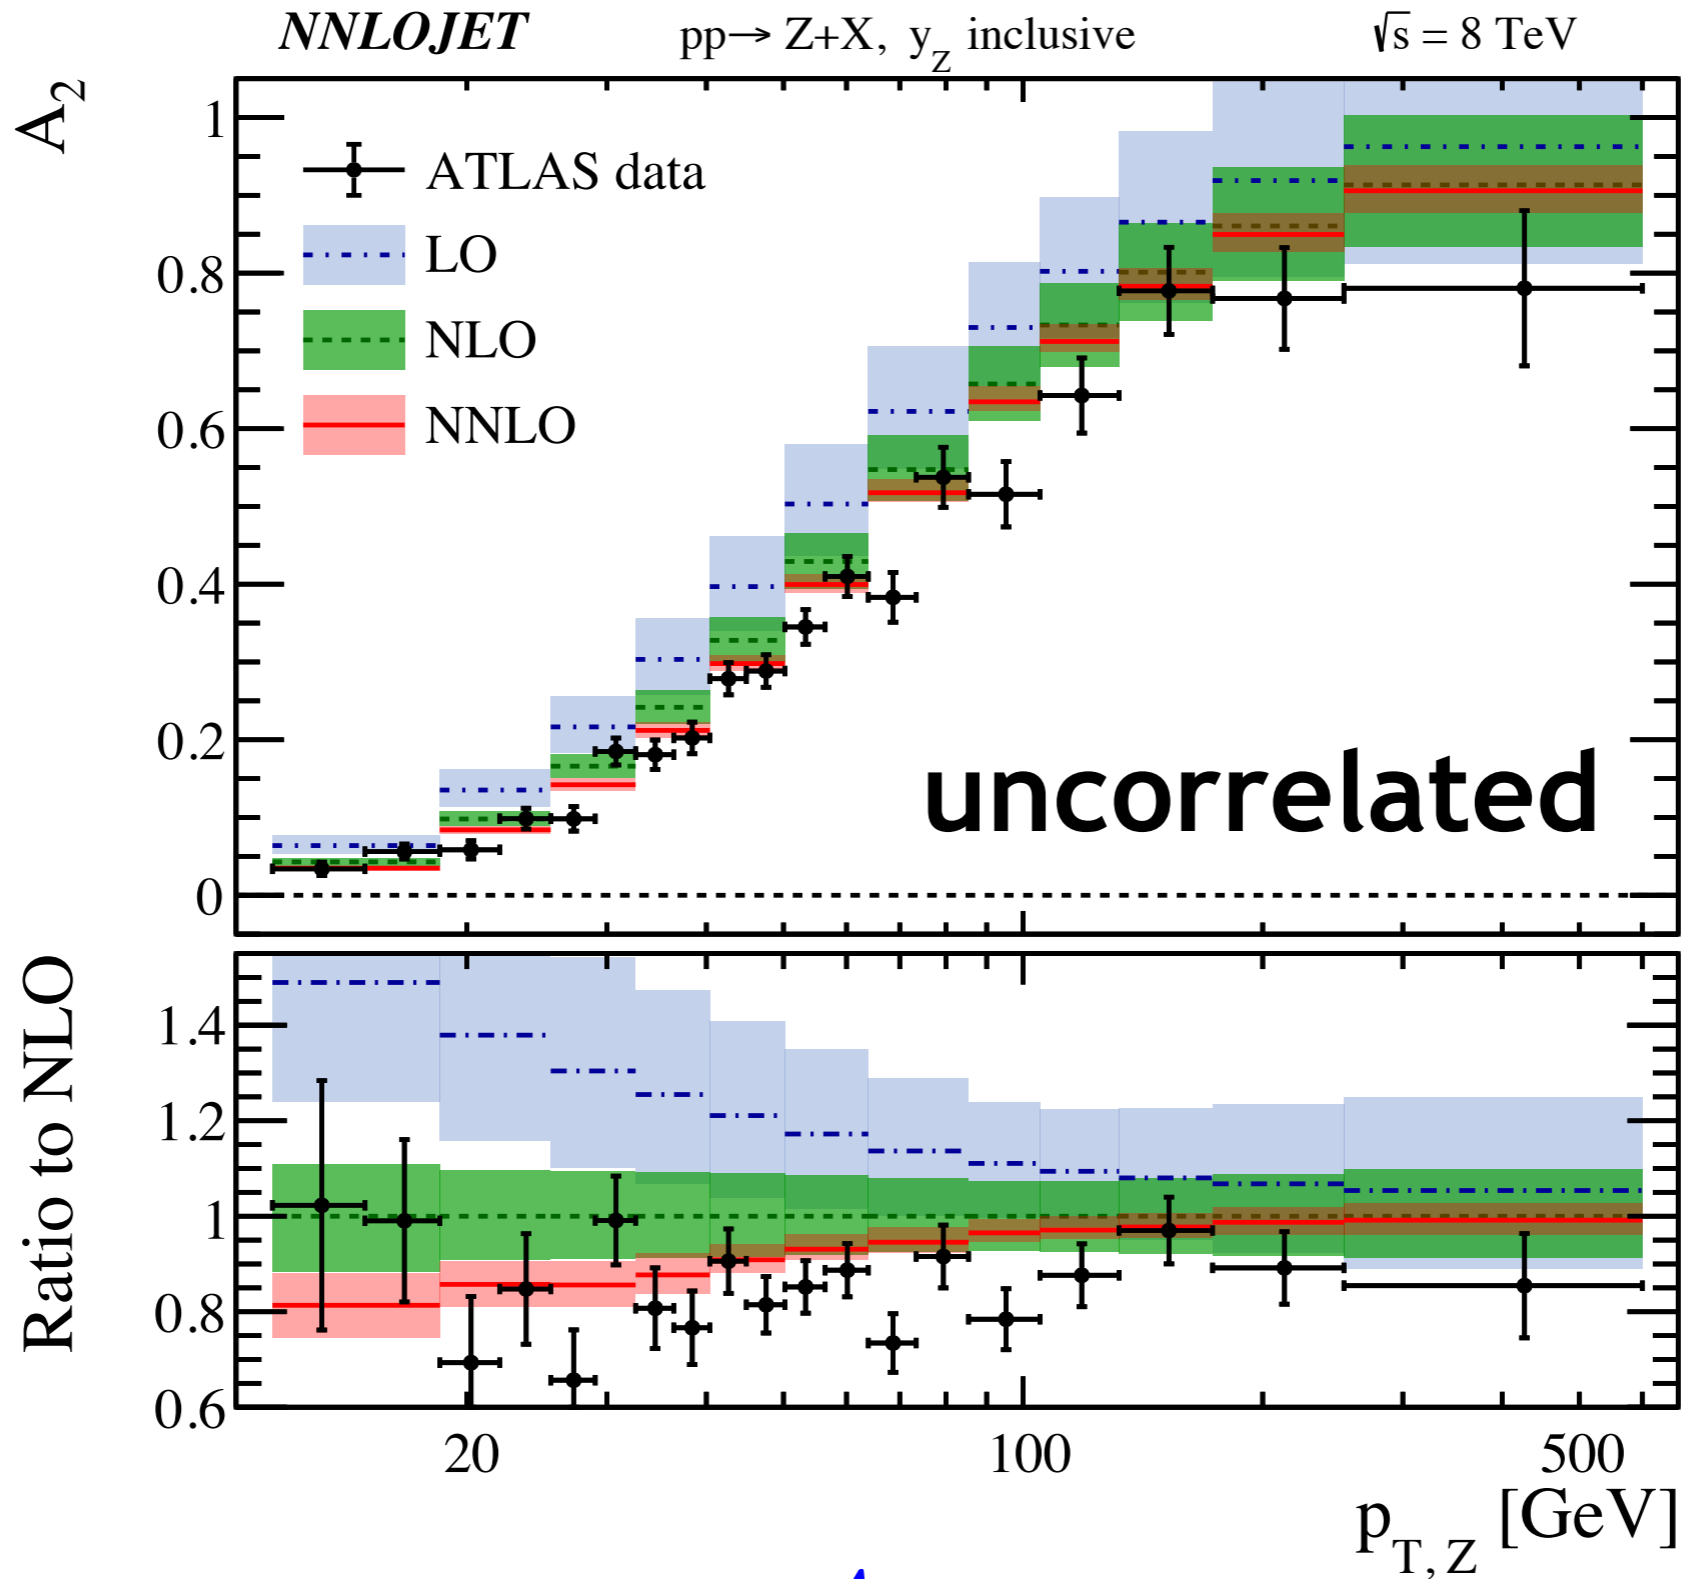 NNLOJET pp→ Z+X, y_Z inclusive √s = 8 TeV
A₂
1
0.8
0.6
0.4
0.2
0
ATLAS data
LO
NLO
NNLO
uncorrelated
Ratio to NLO
1.4
1.2
1
0.8
0.6
20 100 500
p_T, Z [GeV]